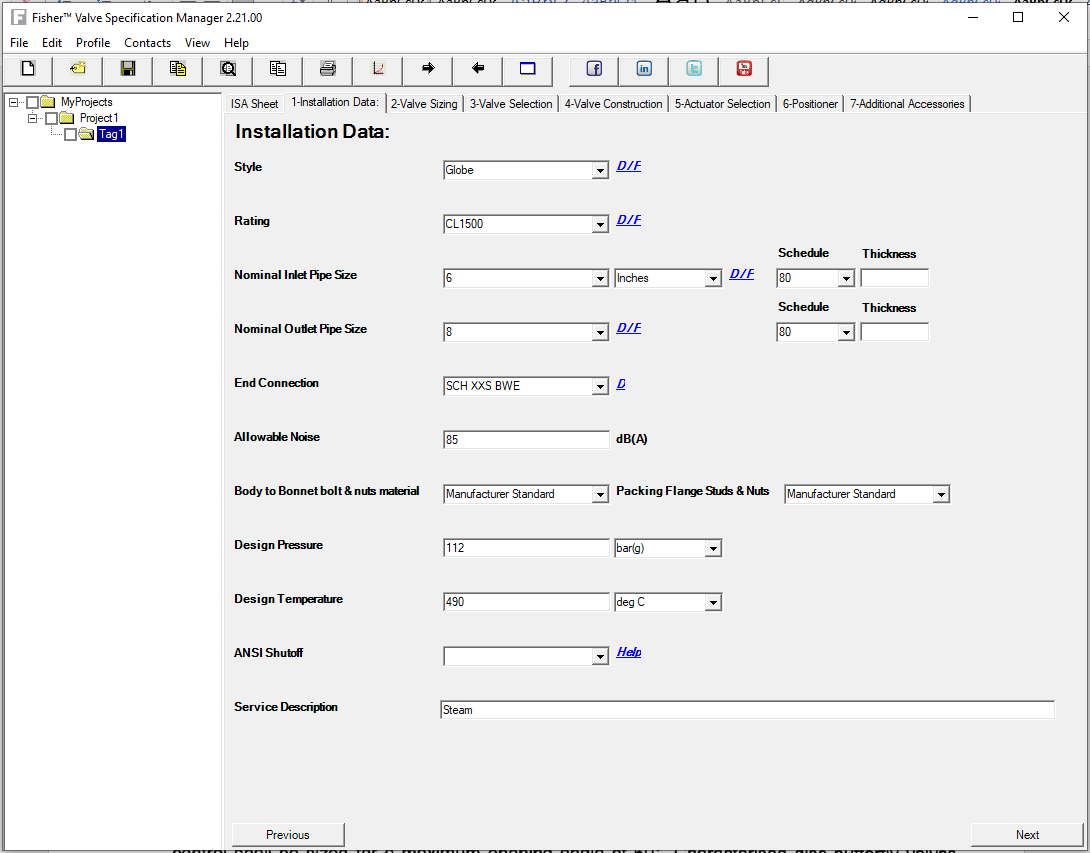 Fisher™ Valve Specification Manager 2.21.00
File Edit Profile Contacts View Help
MyProjects
Project1
Tag1
ISA Sheet 1-Installation Data: 2-Valve Sizing 3-Valve Selection 4-Valve Construction 5-Actuator Selection 6-Positioner 7-Additional Accessories
Installation Data:
Style Globe D/F
Rating CL1500 D/F
Schedule Thickness
Nominal Inlet Pipe Size 6 Inches D/F 80
Schedule Thickness
Nominal Outlet Pipe Size 8 D/F 80
End Connection SCH XXS BWE D
Allowable Noise 85 dB(A)
Body to Bonnet bolt & nuts material Manufacturer Standard Packing Flange Studs & Nuts Manufacturer Standard
Design Pressure 112 bar(g)
Design Temperature 490 deg C
ANSI Shutoff Help
Service Description Steam
Previous Next